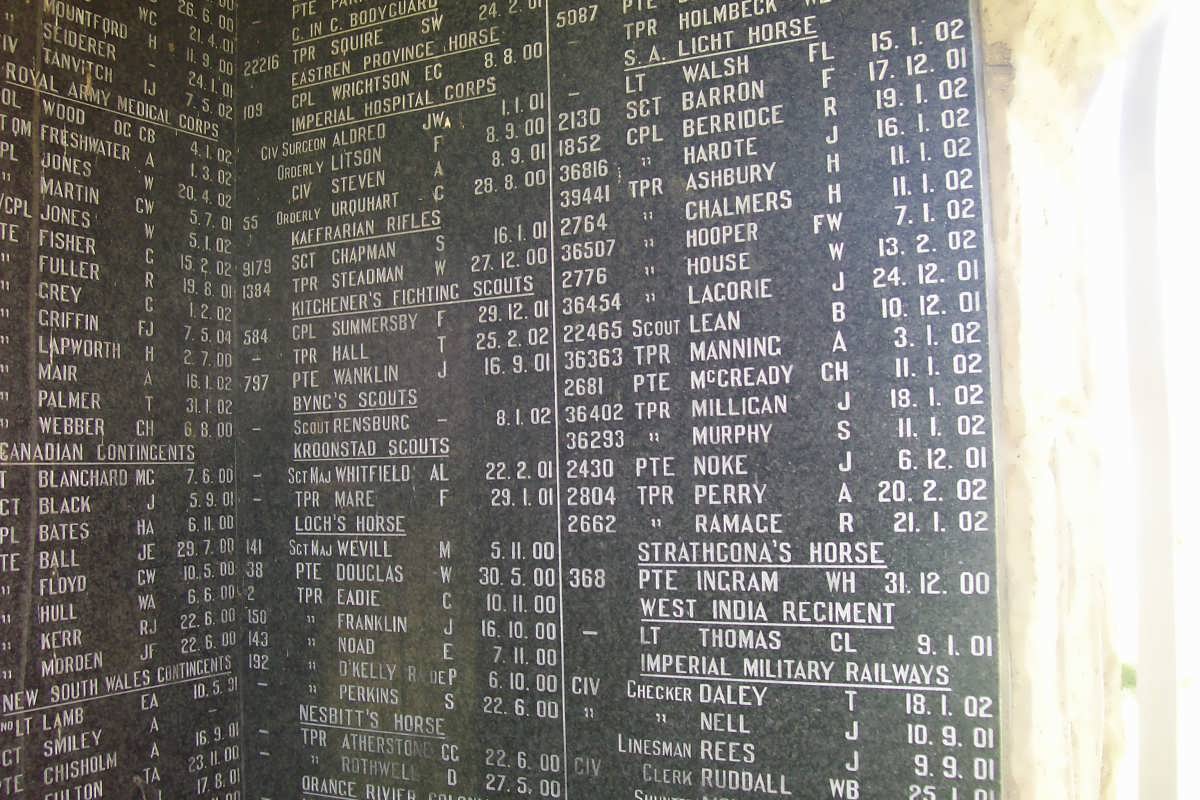 WC 21.4.01
MOUNTFORD H 11.9.00
CIV SEIDERER – 24.1.01
TANVITCH IJ 7.5.02
ROYAL ARMY MEDICAL CORPS
WOOD OC CB 4.1.02
FRESHWATER A 1.3.02
JONES W 20.4.02
" MARTIN CW 5.7.01
/CPL JONES W 5.1.02
FISHER C 15.2.02
" FULLER R 19.8.01
" GREY C 1.2.02
" GRIFFIN FJ 7.5.04
" LAPWORTH H 2.7.00
" MAIR A 16.1.02
" PALMER T 31.1.02
" WEBBER CH 6.8.00
CANADIAN CONTINGENTS
BLANCHARD MC 7.6.00
BLACK J 5.9.01
BATES HA 6.11.00
BALL JE 29.7.00
" FLOYD CW 10.5.00
" HULL WA 6.6.00
" KERR RJ 22.6.00
" MORDEN JF 22.6.00
NEW SOUTH WALES CONTINGENTS
LAMB EA
SMILEY A –
CHISHOLM A 16.9.01
FULTON TA 23.11.00
J 17.8.01
PTE
C. IN C. BODYGUARD
22216 TPR SQUIRE SW 24.2.01
EASTREN PROVINCE HORSE
109 CPL WRIGHTSON EC 8.8.00
IMPERIAL HOSPITAL CORPS
CIV SURGEON ALDRED JW 1.1.01
ORDERLY LITSON F 8.9.00
CIV STEVEN A 8.9.01
55 ORDERLY URQUHART C 28.8.00
KAFFRARIAN RIFLES
9179 SGT CHAPMAN S 16.1.01
1384 TPR STEADMAN W 27.12.00
KITCHENER'S FIGHTING SCOUTS
584 CPL SUMMERSBY F 29.12.01
– TPR HALL T 25.2.02
797 PTE WANKLIN J 16.9.01
BYNG'S SCOUTS
– SCOUT RENSBURG – 8.1.02
KROONSTAD SCOUTS
– SGT MAJ WHITFIELD AL 22.2.01
– TPR MARE F 29.1.01
LOCH'S HORSE
141 SGT MAJ WEVILL M 5.11.00
38 PTE DOUGLAS W 30.5.00
2 TPR EADIE C 10.11.00
150 " FRANKLIN J 16.10.00
143 " NOAD E 7.11.00
192 " O'KELLY P 6.10.00
– " PERKINS S 22.6.00
NESBITT'S HORSE
– TPR ATHERSTONE CG 22.6.00
– " ROTHWELL D 27.5.00
ORANGE RIVIER
PTE
5087 TPR HOLMBECK
S.A. LIGHT HORSE
– LT WALSH FL 15.1.02
2130 SGT BARRON F 17.12.01
1852 CPL BERRIDGE R 19.1.02
36816 " HARDTE J 16.1.02
39441 TPR ASHBURY H 11.1.02
2764 " CHALMERS H 11.1.02
36507 " HOOPER FW 7.1.02
2776 " HOUSE W 13.2.02
36454 " LAGORIE J 24.12.01
22465 SCOUT LEAN B 10.12.01
36363 TPR MANNING A 3.1.02
2681 PTE McCREADY CH 11.1.02
36402 TPR MILLIGAN J 18.1.02
36293 " MURPHY S 11.1.02
2430 PTE NOKE J 6.12.01
2804 TPR PERRY A 20.2.02
2662 " RAMAGE R 21.1.02
STRATHCONA'S HORSE
368 PTE INGRAM WH 31.12.00
WEST INDIA REGIMENT
– LT THOMAS CL 9.1.01
IMPERIAL MILITARY RAILWAYS
CIV CHECKER DALEY T 18.1.02
" " NELL J 10.9.01
LINESMAN REES J 9.9.01
CIV CLERK RUDDALL WB 25.1.01